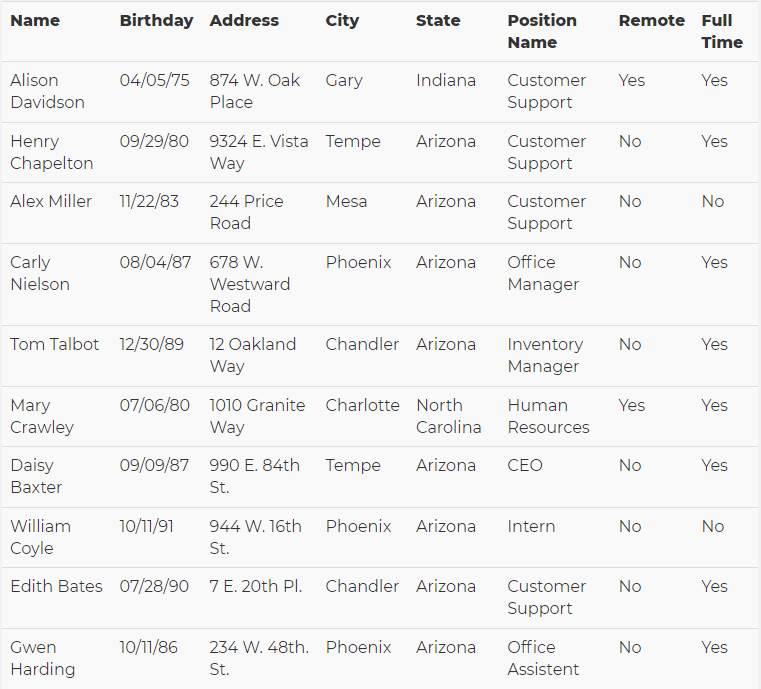 Name Birthday Address City State Position Name Remote Full Time
Alison Davidson 04/05/75 874 W. Oak Place Gary Indiana Customer Support Yes Yes
Henry Chapelton 09/29/80 9324 E. Vista Way Tempe Arizona Customer Support No Yes
Alex Miller 11/22/83 244 Price Road Mesa Arizona Customer Support No No
Carly Nielson 08/04/87 678 W. Westward Road Phoenix Arizona Office Manager No Yes
Tom Talbot 12/30/89 12 Oakland Way Chandler Arizona Inventory Manager No Yes
Mary Crawley 07/06/80 1010 Granite Way Charlotte North Carolina Human Resources Yes Yes
Daisy Baxter 09/09/87 990 E. 84th St. Tempe Arizona CEO No Yes
William Coyle 10/11/91 944 W. 16th St. Phoenix Arizona Intern No No
Edith Bates 07/28/90 7 E. 20th Pl. Chandler Arizona Customer Support No Yes
Gwen Harding 10/11/86 234 W. 48th. St. Phoenix Arizona Office Assistent No Yes